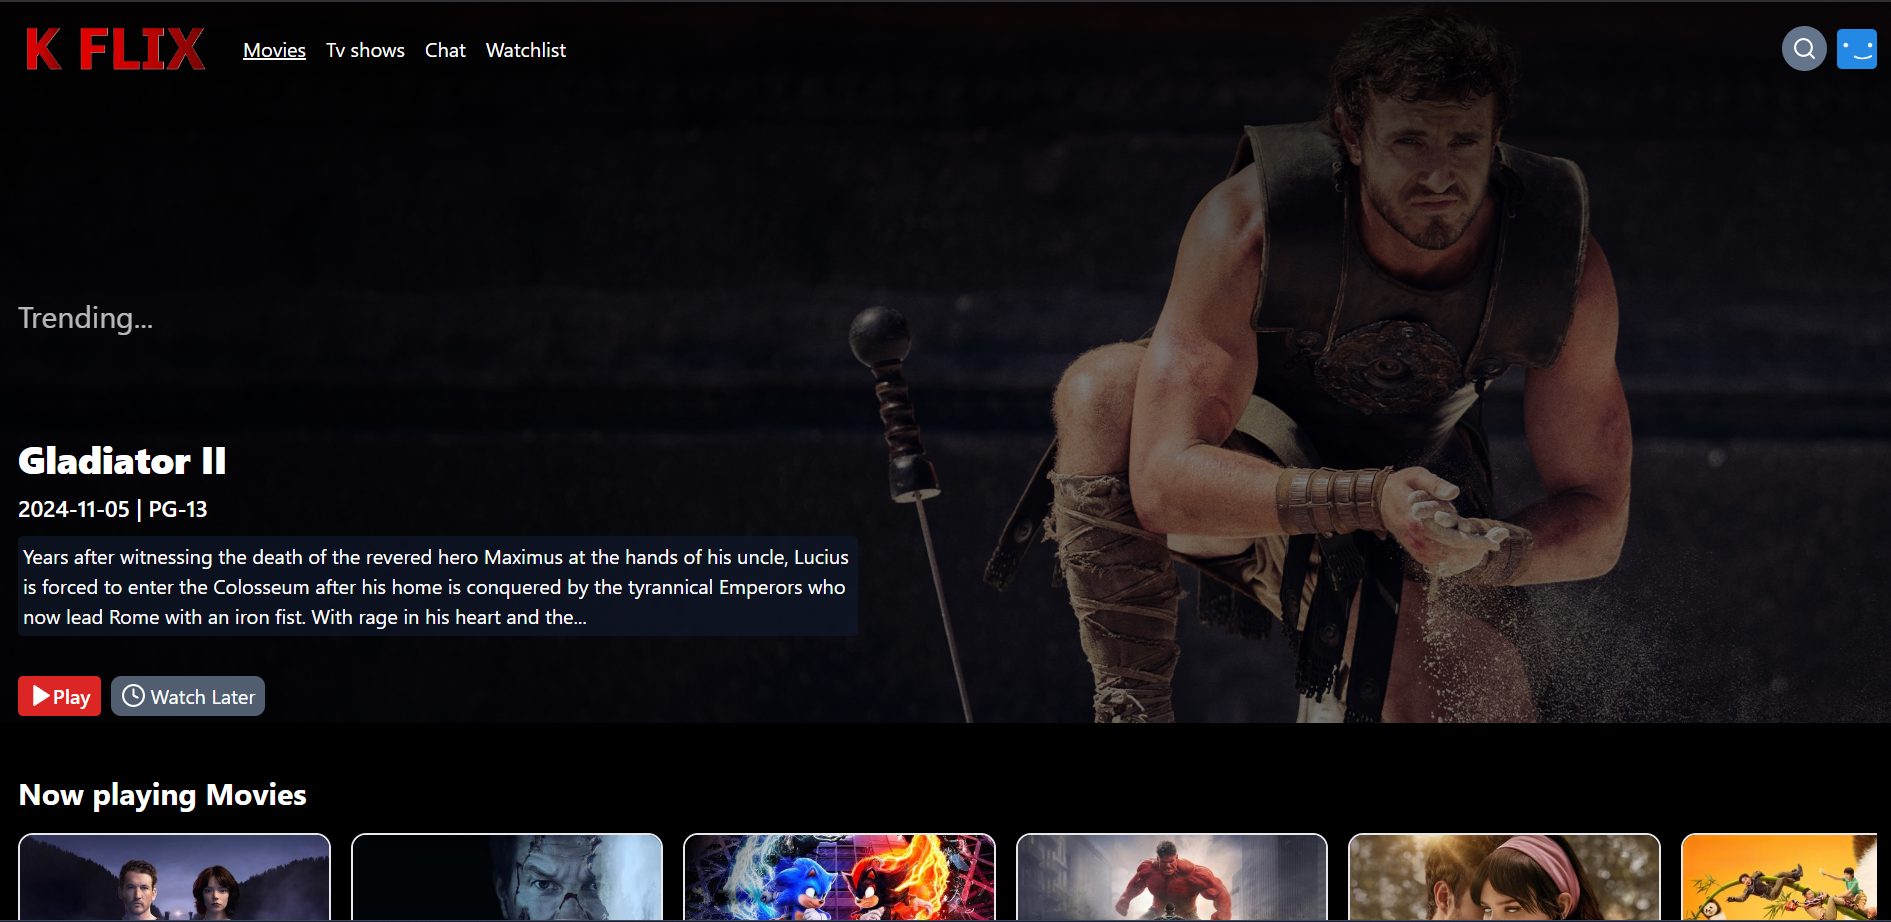 K FLIX
Movies
Tv shows
Chat
Watchlist
Trending...
Gladiator II
2024-11-05 | PG-13
Years after witnessing the death of the revered hero Maximus at the hands of his uncle, Lucius
is forced to enter the Colosseum after his home is conquered by the tyrannical Emperors who
now lead Rome with an iron fist. With rage in his heart and the...
Play
Watch Later
Now playing Movies